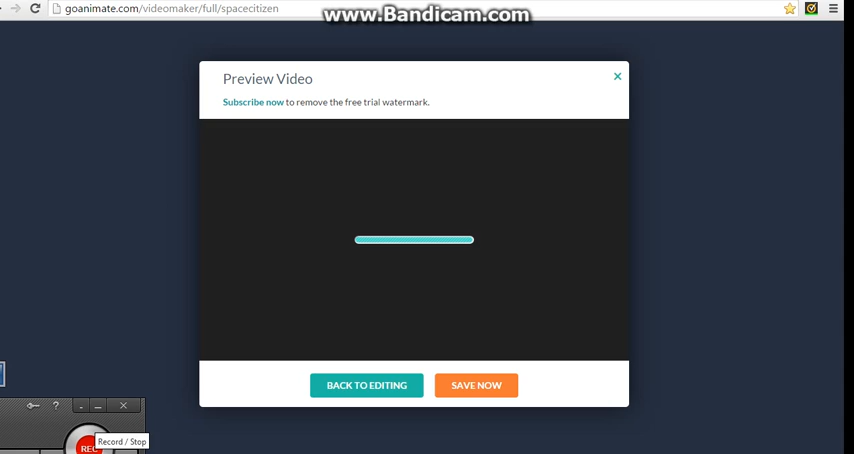 goanimate.com/videomaker/full/spacecitizen
www.Bandicam.com
Preview Video
Subscribe now to remove the free trial watermark.
BACK TO EDITING
SAVE NOW
?
REC
Record / Stop